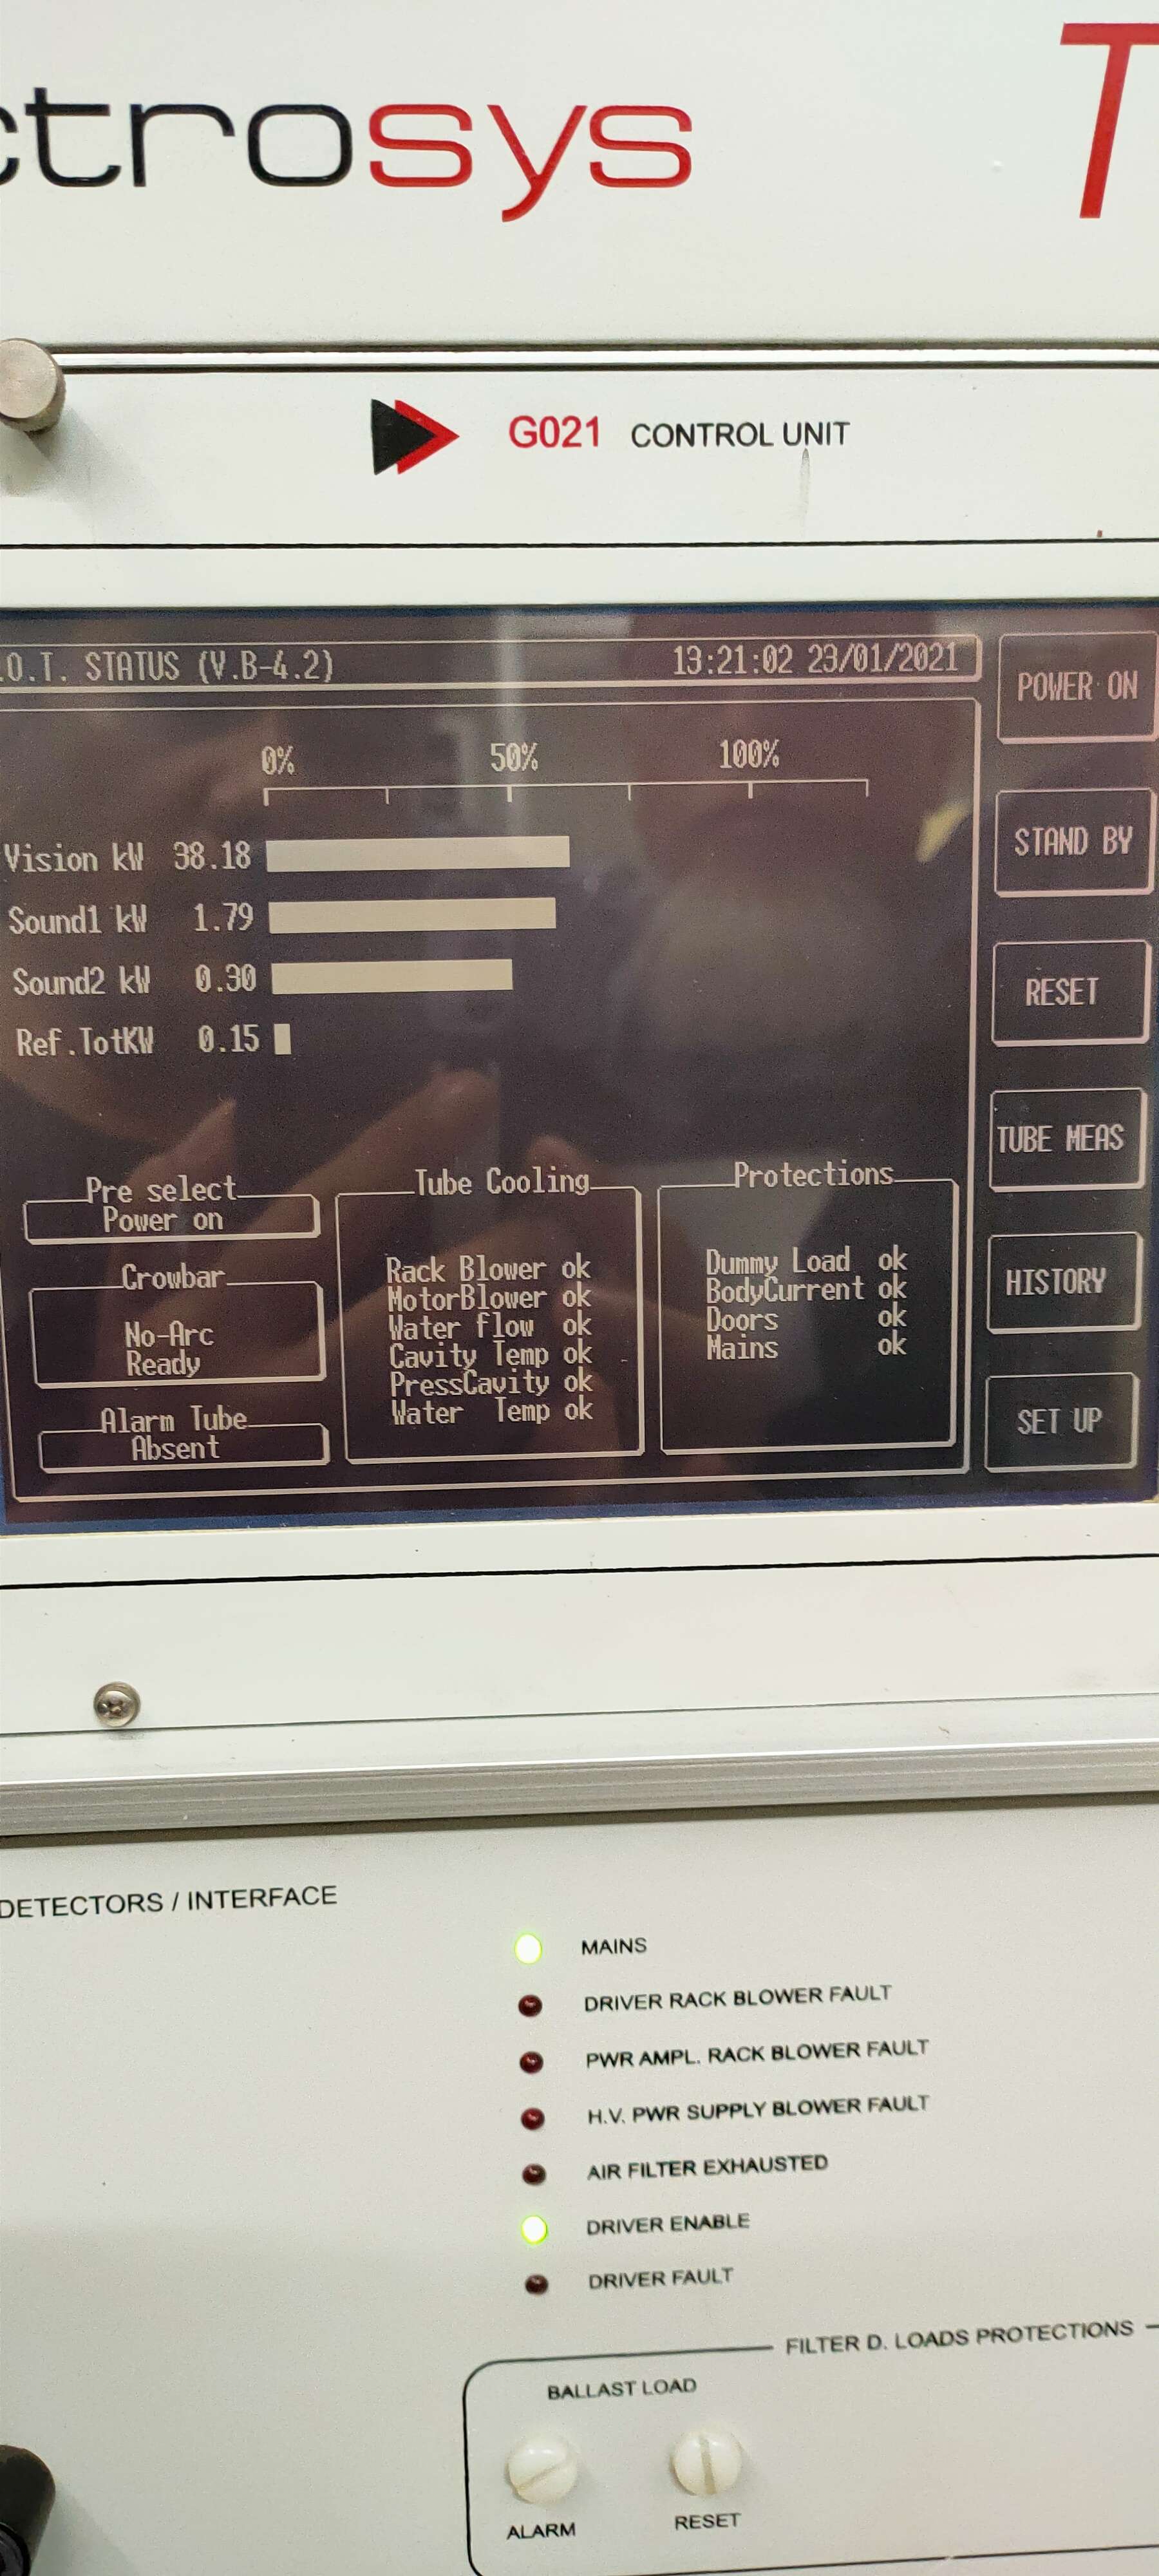 ctrosys T
G021 CONTROL UNIT
.O.T. STATUS (V.B-4.2) 13:21:02 23/01/2021
POWER ON
0% 50% 100%
Vision kW 38.18
STAND BY
Sound1 kW 1.79
Sound2 kW 0.30
RESET
Ref.TotKW 0.15
TUBE MEAS
Pre select
Power on
Crowbar
No-Arc
Ready
Alarm Tube
Absent
Tube Cooling
Rack Blower ok
MotorBlower ok
Water flow ok
Cavity Temp ok
PressCavity ok
Water Temp ok
Protections
Dummy Load ok
BodyCurrent ok
Doors ok
Mains ok
HISTORY
SET UP
DETECTORS / INTERFACE
MAINS
DRIVER RACK BLOWER FAULT
PWR AMPL. RACK BLOWER FAULT
H.V. PWR SUPPLY BLOWER FAULT
AIR FILTER EXHAUSTED
DRIVER ENABLE
DRIVER FAULT
FILTER D. LOADS PROTECTIONS
BALLAST LOAD
ALARM RESET